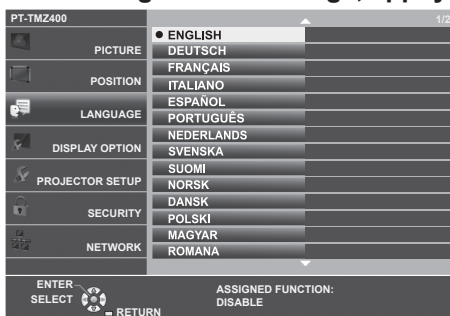 PT-TMZ400
1/2
PICTURE
POSITION
LANGUAGE
DISPLAY OPTION
PROJECTOR SETUP
SECURITY
NETWORK
ENGLISH
DEUTSCH
FRANÇAIS
ITALIANO
ESPAÑOL
PORTUGUÊS
NEDERLANDS
SVENSKA
SUOMI
NORSK
DANSK
POLSKI
MAGYAR
ROMANA
ENTER
SELECT
RETURN
ASSIGNED FUNCTION:
DISABLE